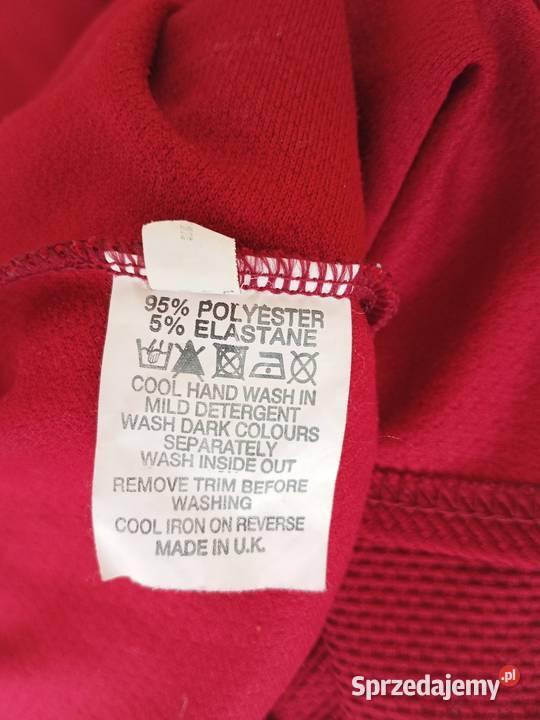 95% POLYESTER
5% ELASTANE
COOL HAND WASH IN
MILD DETERGENT
WASH DARK COLOURS
SEPARATELY
WASH INSIDE OUT
REMOVE TRIM BEFORE
WASHING
COOL IRON ON REVERSE
MADE IN U.K.
Sprzedajemy.pl